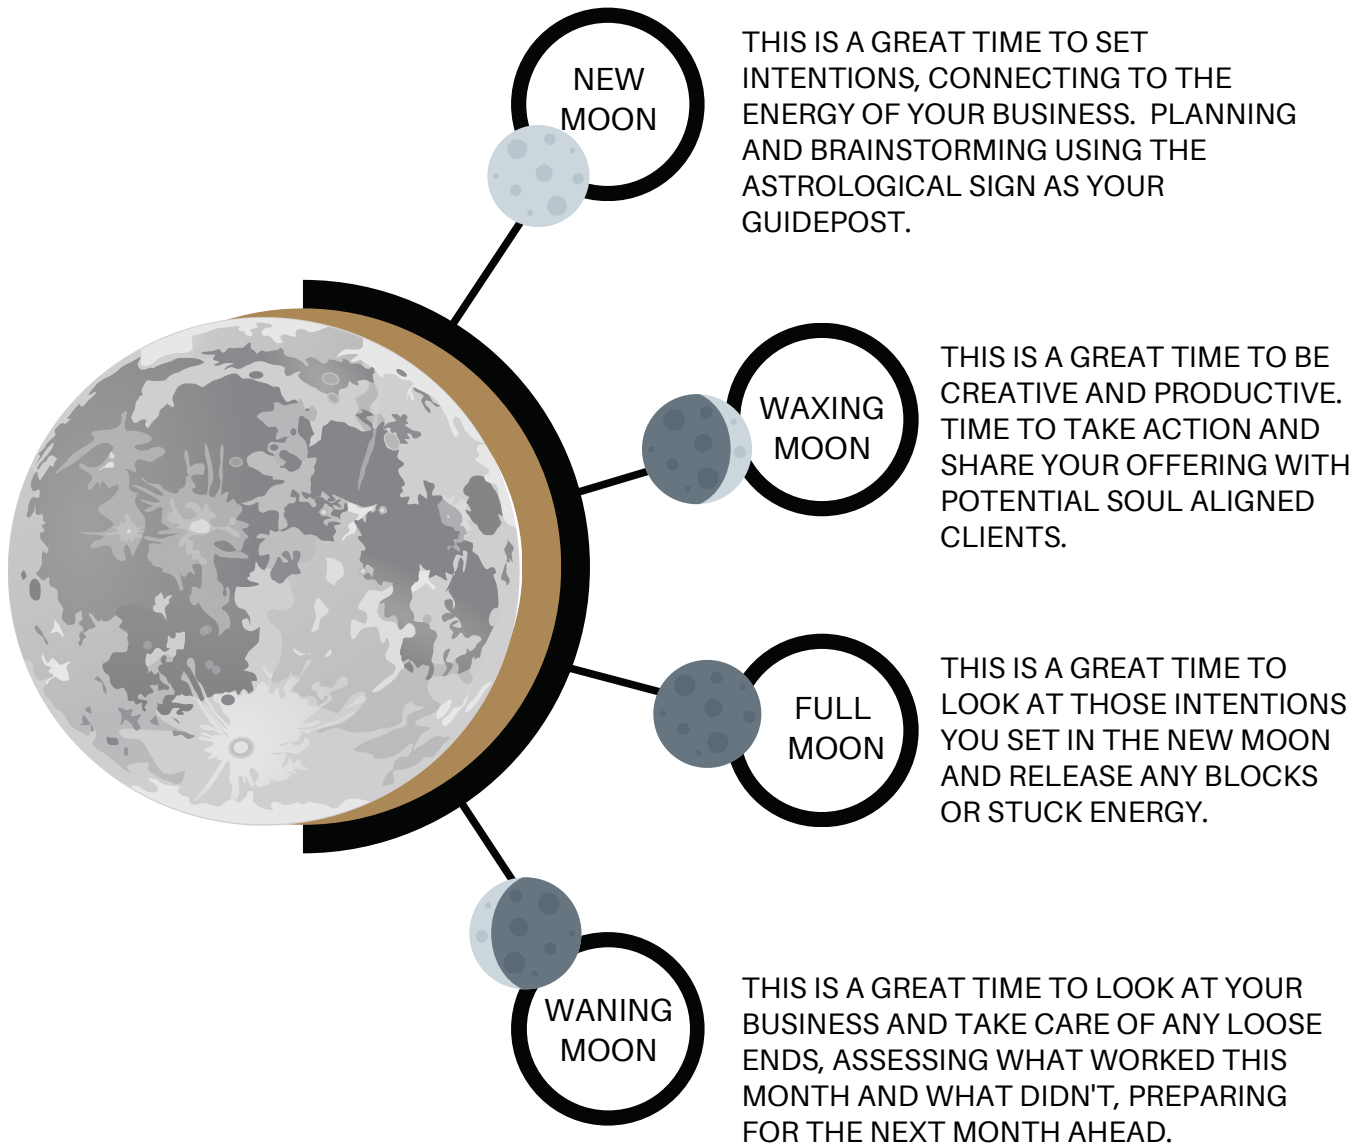 NEW
MOON
THIS IS A GREAT TIME TO SET
INTENTIONS, CONNECTING TO THE
ENERGY OF YOUR BUSINESS.  PLANNING
AND BRAINSTORMING USING THE
ASTROLOGICAL SIGN AS YOUR
GUIDEPOST.
WAXING
MOON
THIS IS A GREAT TIME TO BE
CREATIVE AND PRODUCTIVE.
TIME TO TAKE ACTION AND
SHARE YOUR OFFERING WITH
POTENTIAL SOUL ALIGNED
CLIENTS.
FULL
MOON
THIS IS A GREAT TIME TO
LOOK AT THOSE INTENTIONS
YOU SET IN THE NEW MOON
AND RELEASE ANY BLOCKS
OR STUCK ENERGY.
WANING
MOON
THIS IS A GREAT TIME TO LOOK AT YOUR
BUSINESS AND TAKE CARE OF ANY LOOSE
ENDS, ASSESSING WHAT WORKED THIS
MONTH AND WHAT DIDN'T, PREPARING
FOR THE NEXT MONTH AHEAD.